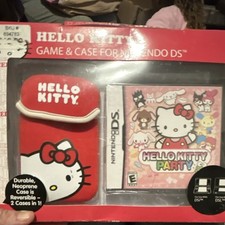 HELLO KITTY
GAME & CASE FOR NINTENDO DS™
HELLO
KITTY
NINTENDO DS
HELLO KITTY
PARTY
E
Durable,
Neoprene
Case is
Reversible –
2 Cases in 1!